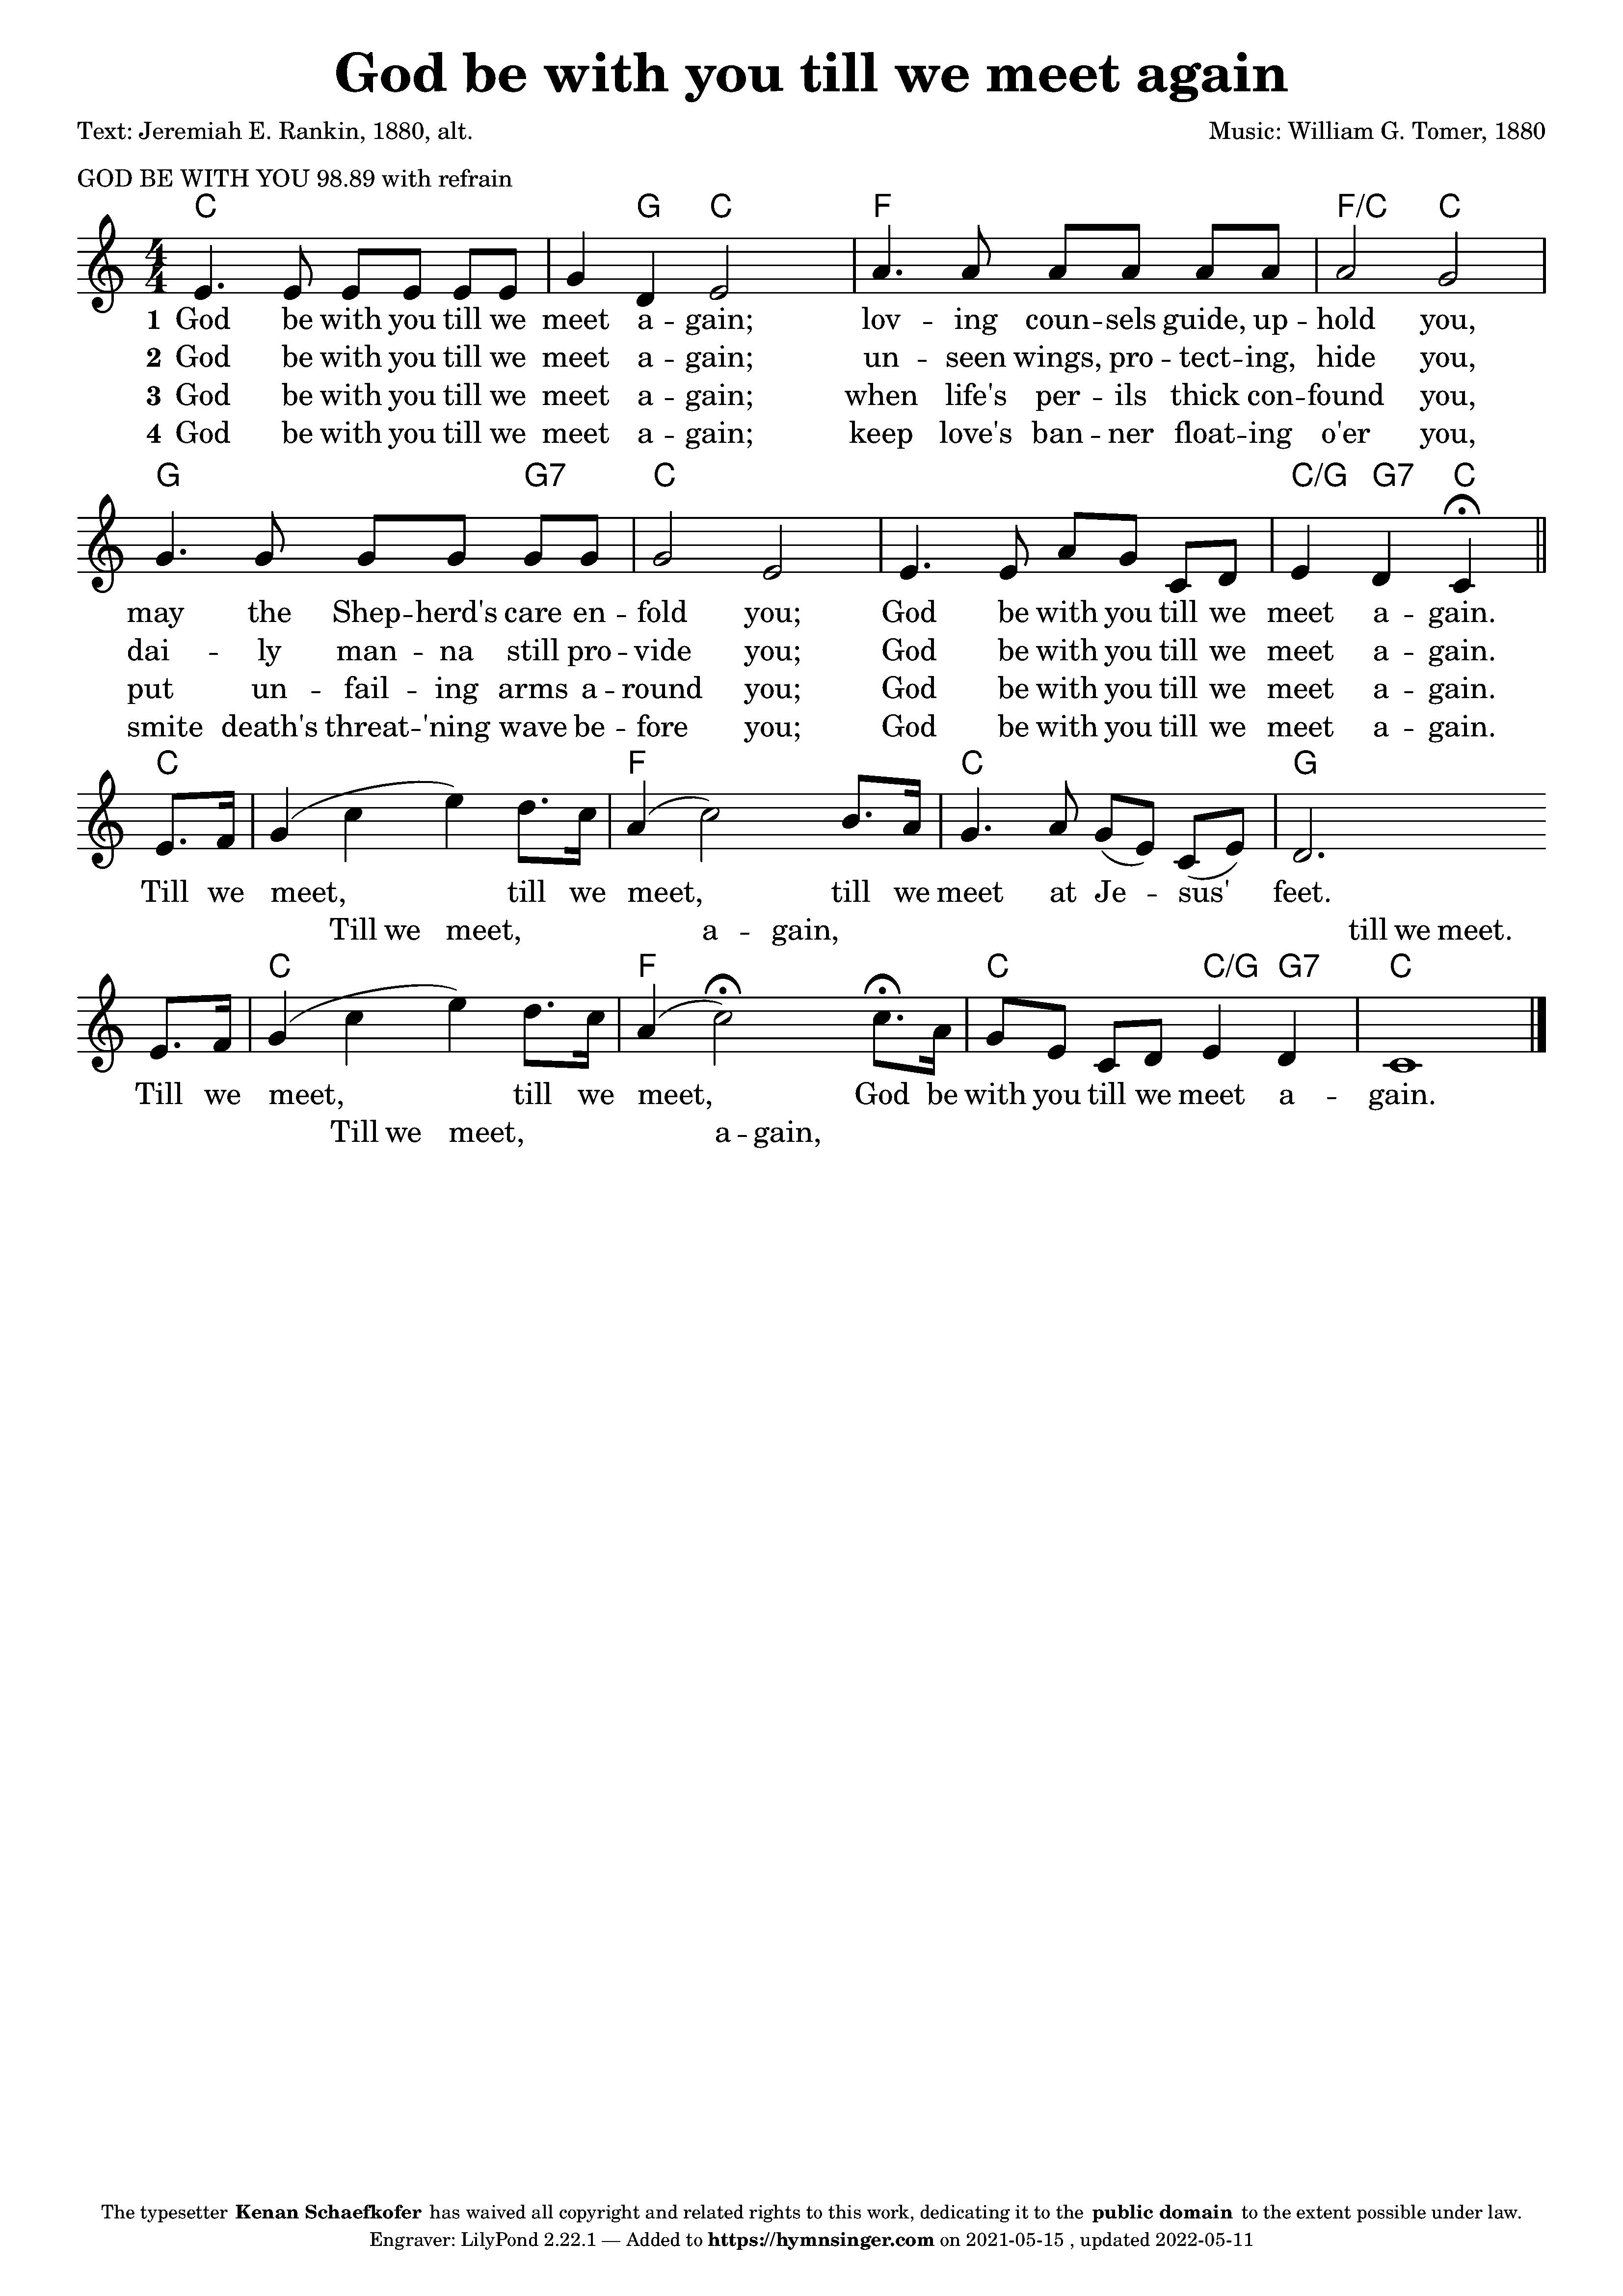 God be with you till we meet again
Text: Jeremiah E. Rankin, 1880, alt. Music: William G. Tomer, 1880
GOD BE WITH YOU 98.89 with refrain
C G C F F/C C
4
4
1 God be with you till we meet a -- gain; lov -- ing coun -- sels guide, up -- hold you,
2 God be with you till we meet a -- gain; un -- seen wings, pro -- tect -- ing, hide you,
3 God be with you till we meet a -- gain; when life's per -- ils thick con -- found you,
4 God be with you till we meet a -- gain; keep love's ban -- ner float -- ing o'er you,
G G7 C C/G G7 C
may the Shep -- herd's care en -- fold you; God be with you till we meet a -- gain.
dai -- ly man -- na still pro -- vide you; God be with you till we meet a -- gain.
put un -- fail -- ing arms a -- round you; God be with you till we meet a -- gain.
smite death's threat -- 'ning wave be -- fore you; God be with you till we meet a -- gain.
C F C G
Till we meet, till we meet, till we meet at Je -- sus' feet.
Till we meet, a -- gain, till we meet.
C F C C/G G7 C
Till we meet, till we meet, God be with you till we meet a -- gain.
Till we meet, a -- gain,
The typesetter Kenan Schaefkofer has waived all copyright and related rights to this work, dedicating it to the public domain to the extent possible under law.
Engraver: LilyPond 2.22.1 — Added to https://hymnsinger.com on 2021-05-15 , updated 2022-05-11